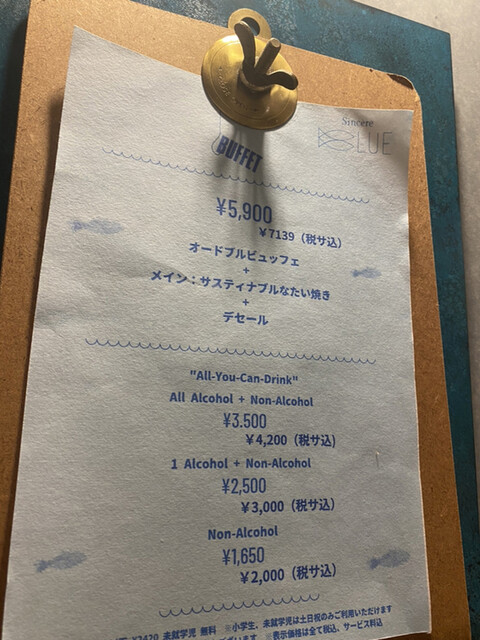 Sincere
BLUE
BUFFET
¥5,900
¥7139（税サ込）
オードブルビュッフェ
+
メイン：サスティナブルなたい焼き
+
デセール
"All-You-Can-Drink"
All Alcohol + Non-Alcohol
¥3.500
¥4,200（税サ込）
1 Alcohol + Non-Alcohol
¥2,500
¥3,000（税サ込）
Non-Alcohol
¥1,650
¥2,000（税サ込）
¥2420 未就学児 無料 ※小学生、未就学児は土日祝のみご利用いただけます
ございます ※表示価格は全て税込、サービス料込